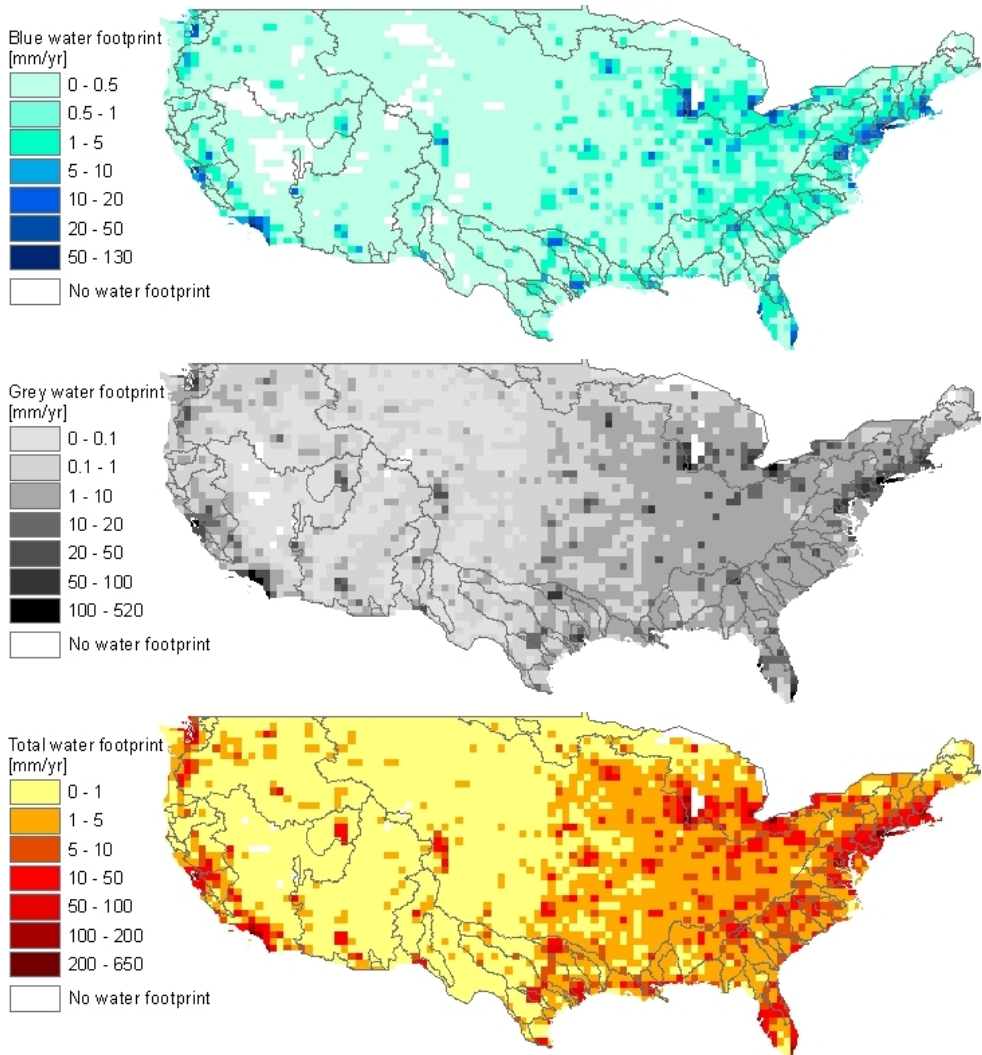 Blue water footprint
[mm/yr]
0 - 0.5
0.5 - 1
1 - 5
5 - 10
10 - 20
20 - 50
50 - 130
No water footprint
Grey water footprint
[mm/yr]
0 - 0.1
0.1 - 1
1 - 10
10 - 20
20 - 50
50 - 100
100 - 520
No water footprint
Total water footprint
[mm/yr]
0 - 1
1 - 5
5 - 10
10 - 50
50 - 100
100 - 200
200 - 650
No water footprint